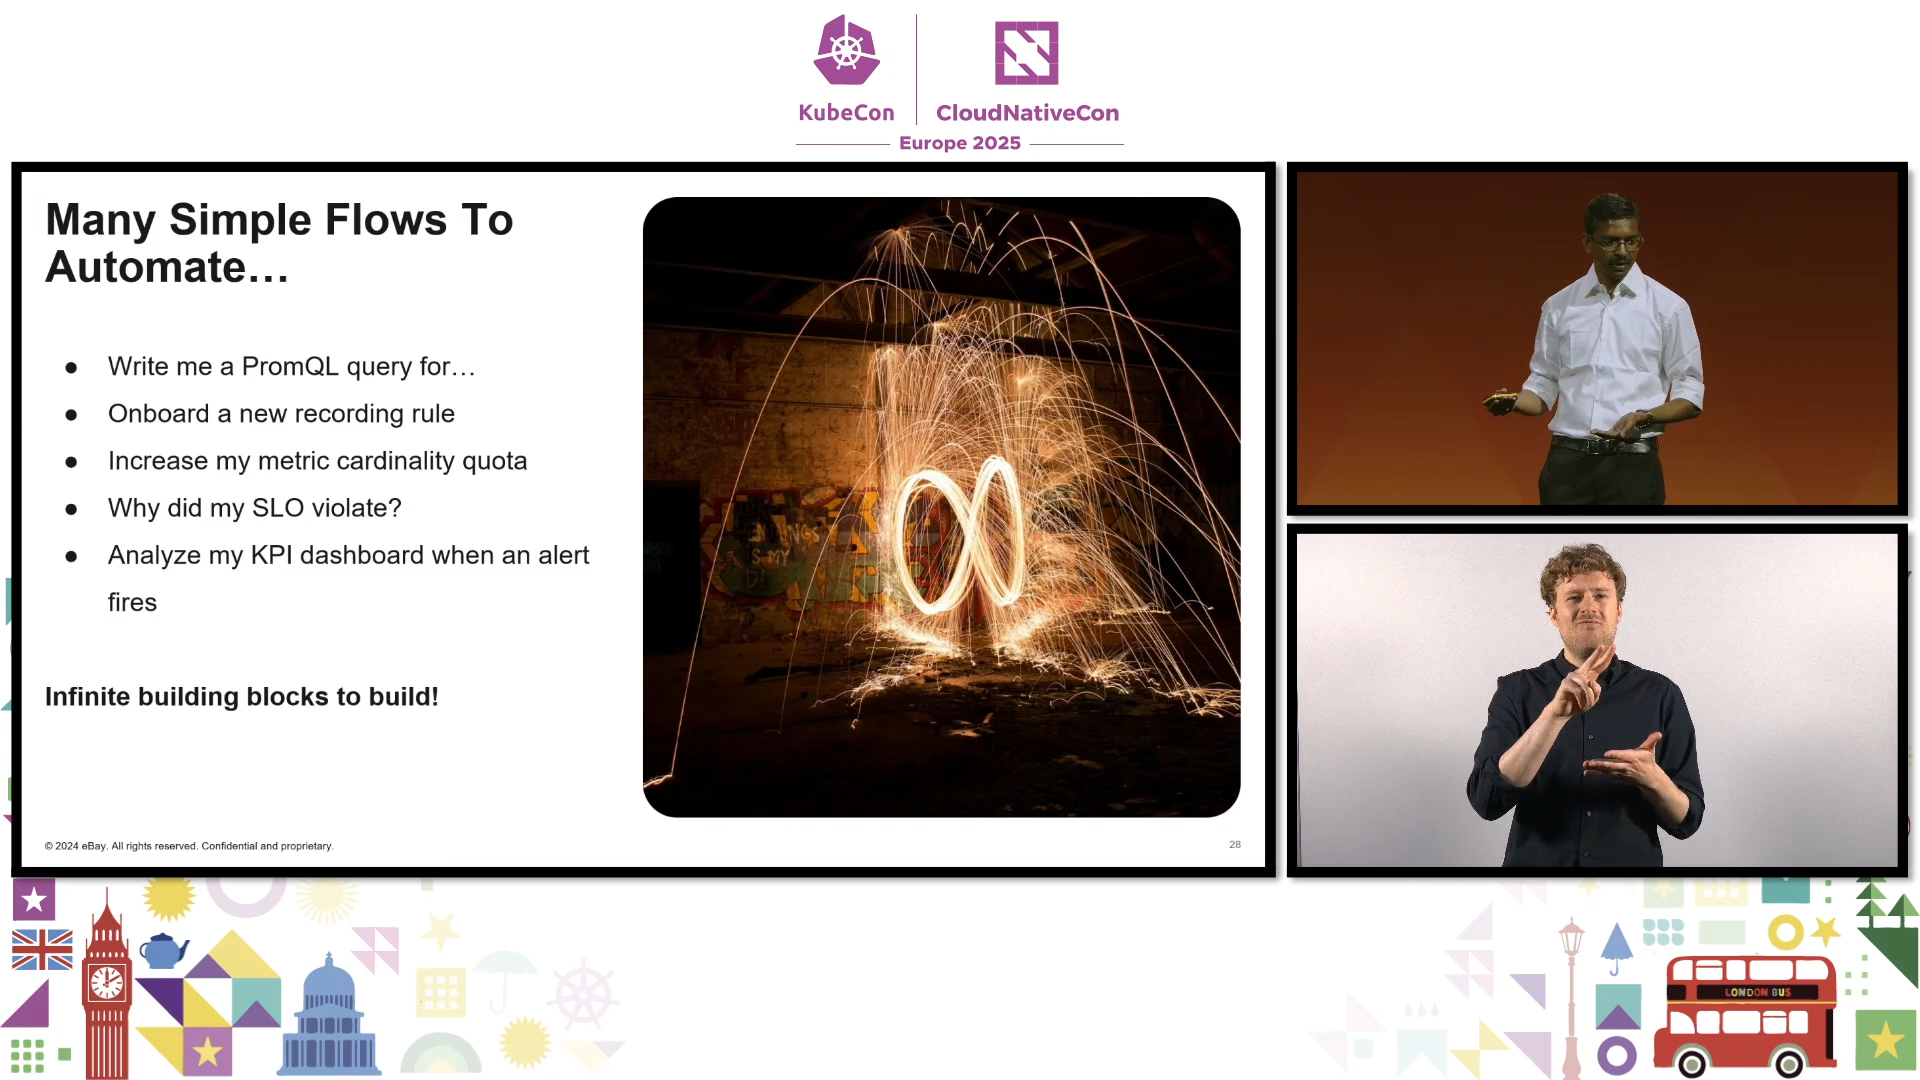 KubeCon
CloudNativeCon
Europe 2025
Many Simple Flows To
Automate…
● Write me a PromQL query for…
● Onboard a new recording rule
● Increase my metric cardinality quota
● Why did my SLO violate?
● Analyze my KPI dashboard when an alert
fires
Infinite building blocks to build!
© 2024 eBay. All rights reserved. Confidential and proprietary.
28
LONDON BUS